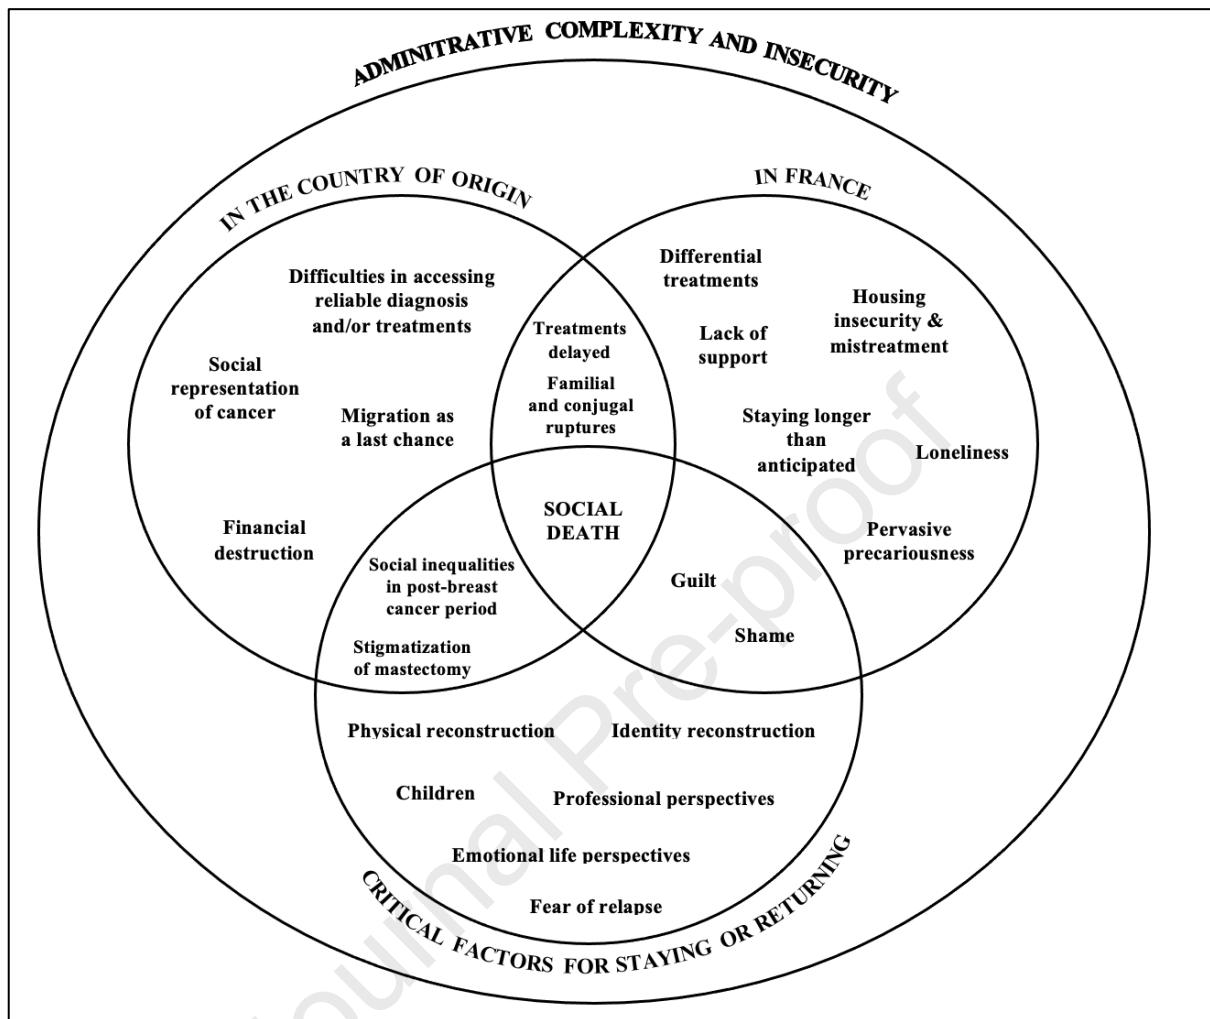 ADMINITRATIVE COMPLEXITY AND INSECURITY
IN THE COUNTRY OF ORIGIN
IN FRANCE
Difficulties in accessing
reliable diagnosis
and/or treatments
Social
representation
of cancer
Migration as
a last chance
Financial
destruction
Treatments
delayed
Familial
and conjugal
ruptures
Differential
treatments
Housing
insecurity &
mistreatment
Lack of
support
Staying longer
than
anticipated
Loneliness
Pervasive
precariousness
SOCIAL
DEATH
Social inequalities
in post-breast
cancer period
Stigmatization
of mastectomy
Guilt
Shame
Physical reconstruction
Identity reconstruction
Children
Professional perspectives
Emotional life perspectives
Fear of relapse
CRITICAL FACTORS FOR STAYING OR RETURNING
Journal Pre-proof